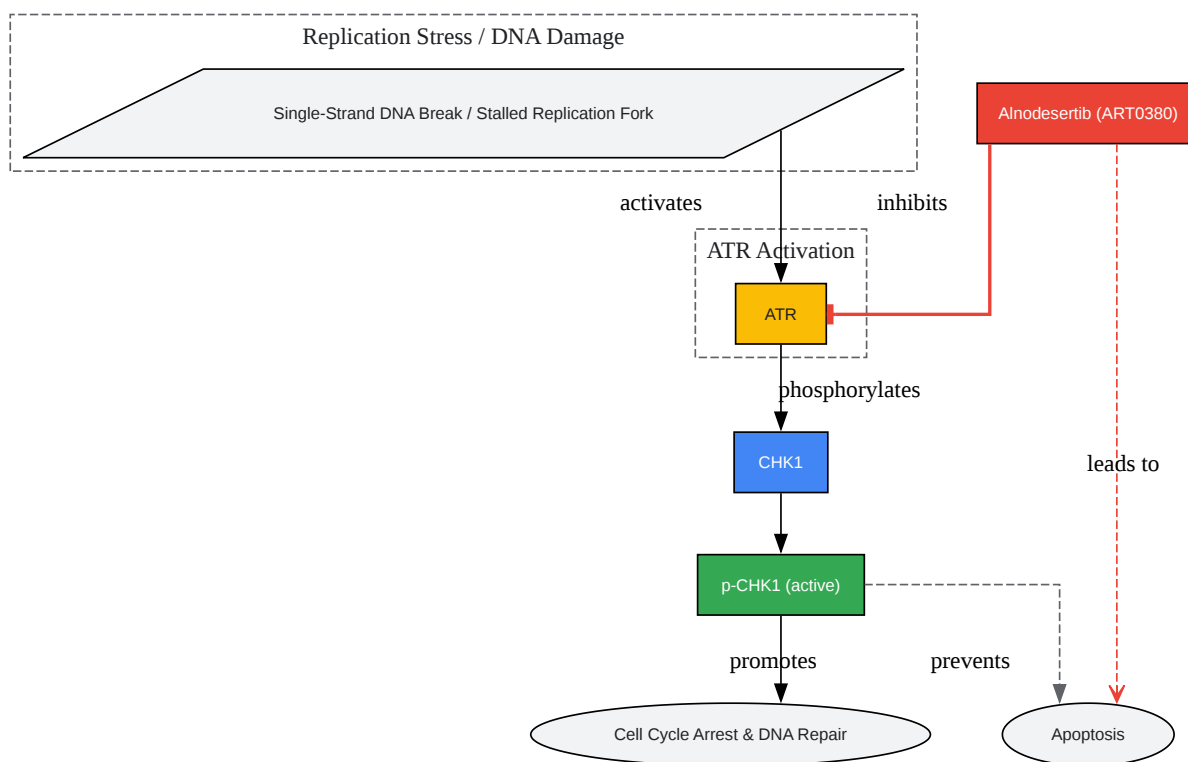 Replication Stress / DNA Damage
Single-Strand DNA Break / Stalled Replication Fork
Alnodesertib (ART0380)
activates
inhibits
ATR Activation
ATR
phosphorylates
CHK1
leads to
p-CHK1 (active)
promotes
prevents
Cell Cycle Arrest & DNA Repair
Apoptosis